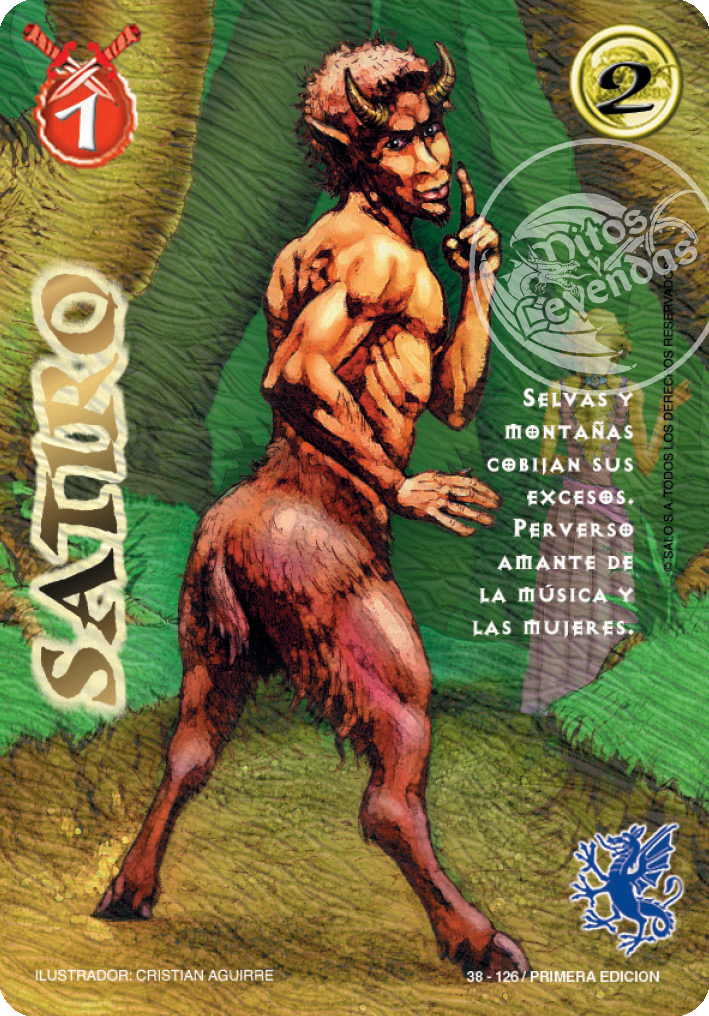 1
2
SATIRO
Mitos
y
Leyendas
SELVAS Y
MONTAÑAS
COBIJAN SUS
EXCESOS.
PERVERSO
AMANTE DE
LA MÚSICA Y
LAS MUJERES.
© SALO S.A. TODOS LOS DERECHOS RESERVADOS
ILUSTRADOR: CRISTIAN AGUIRRE
38 - 126 / PRIMERA EDICION